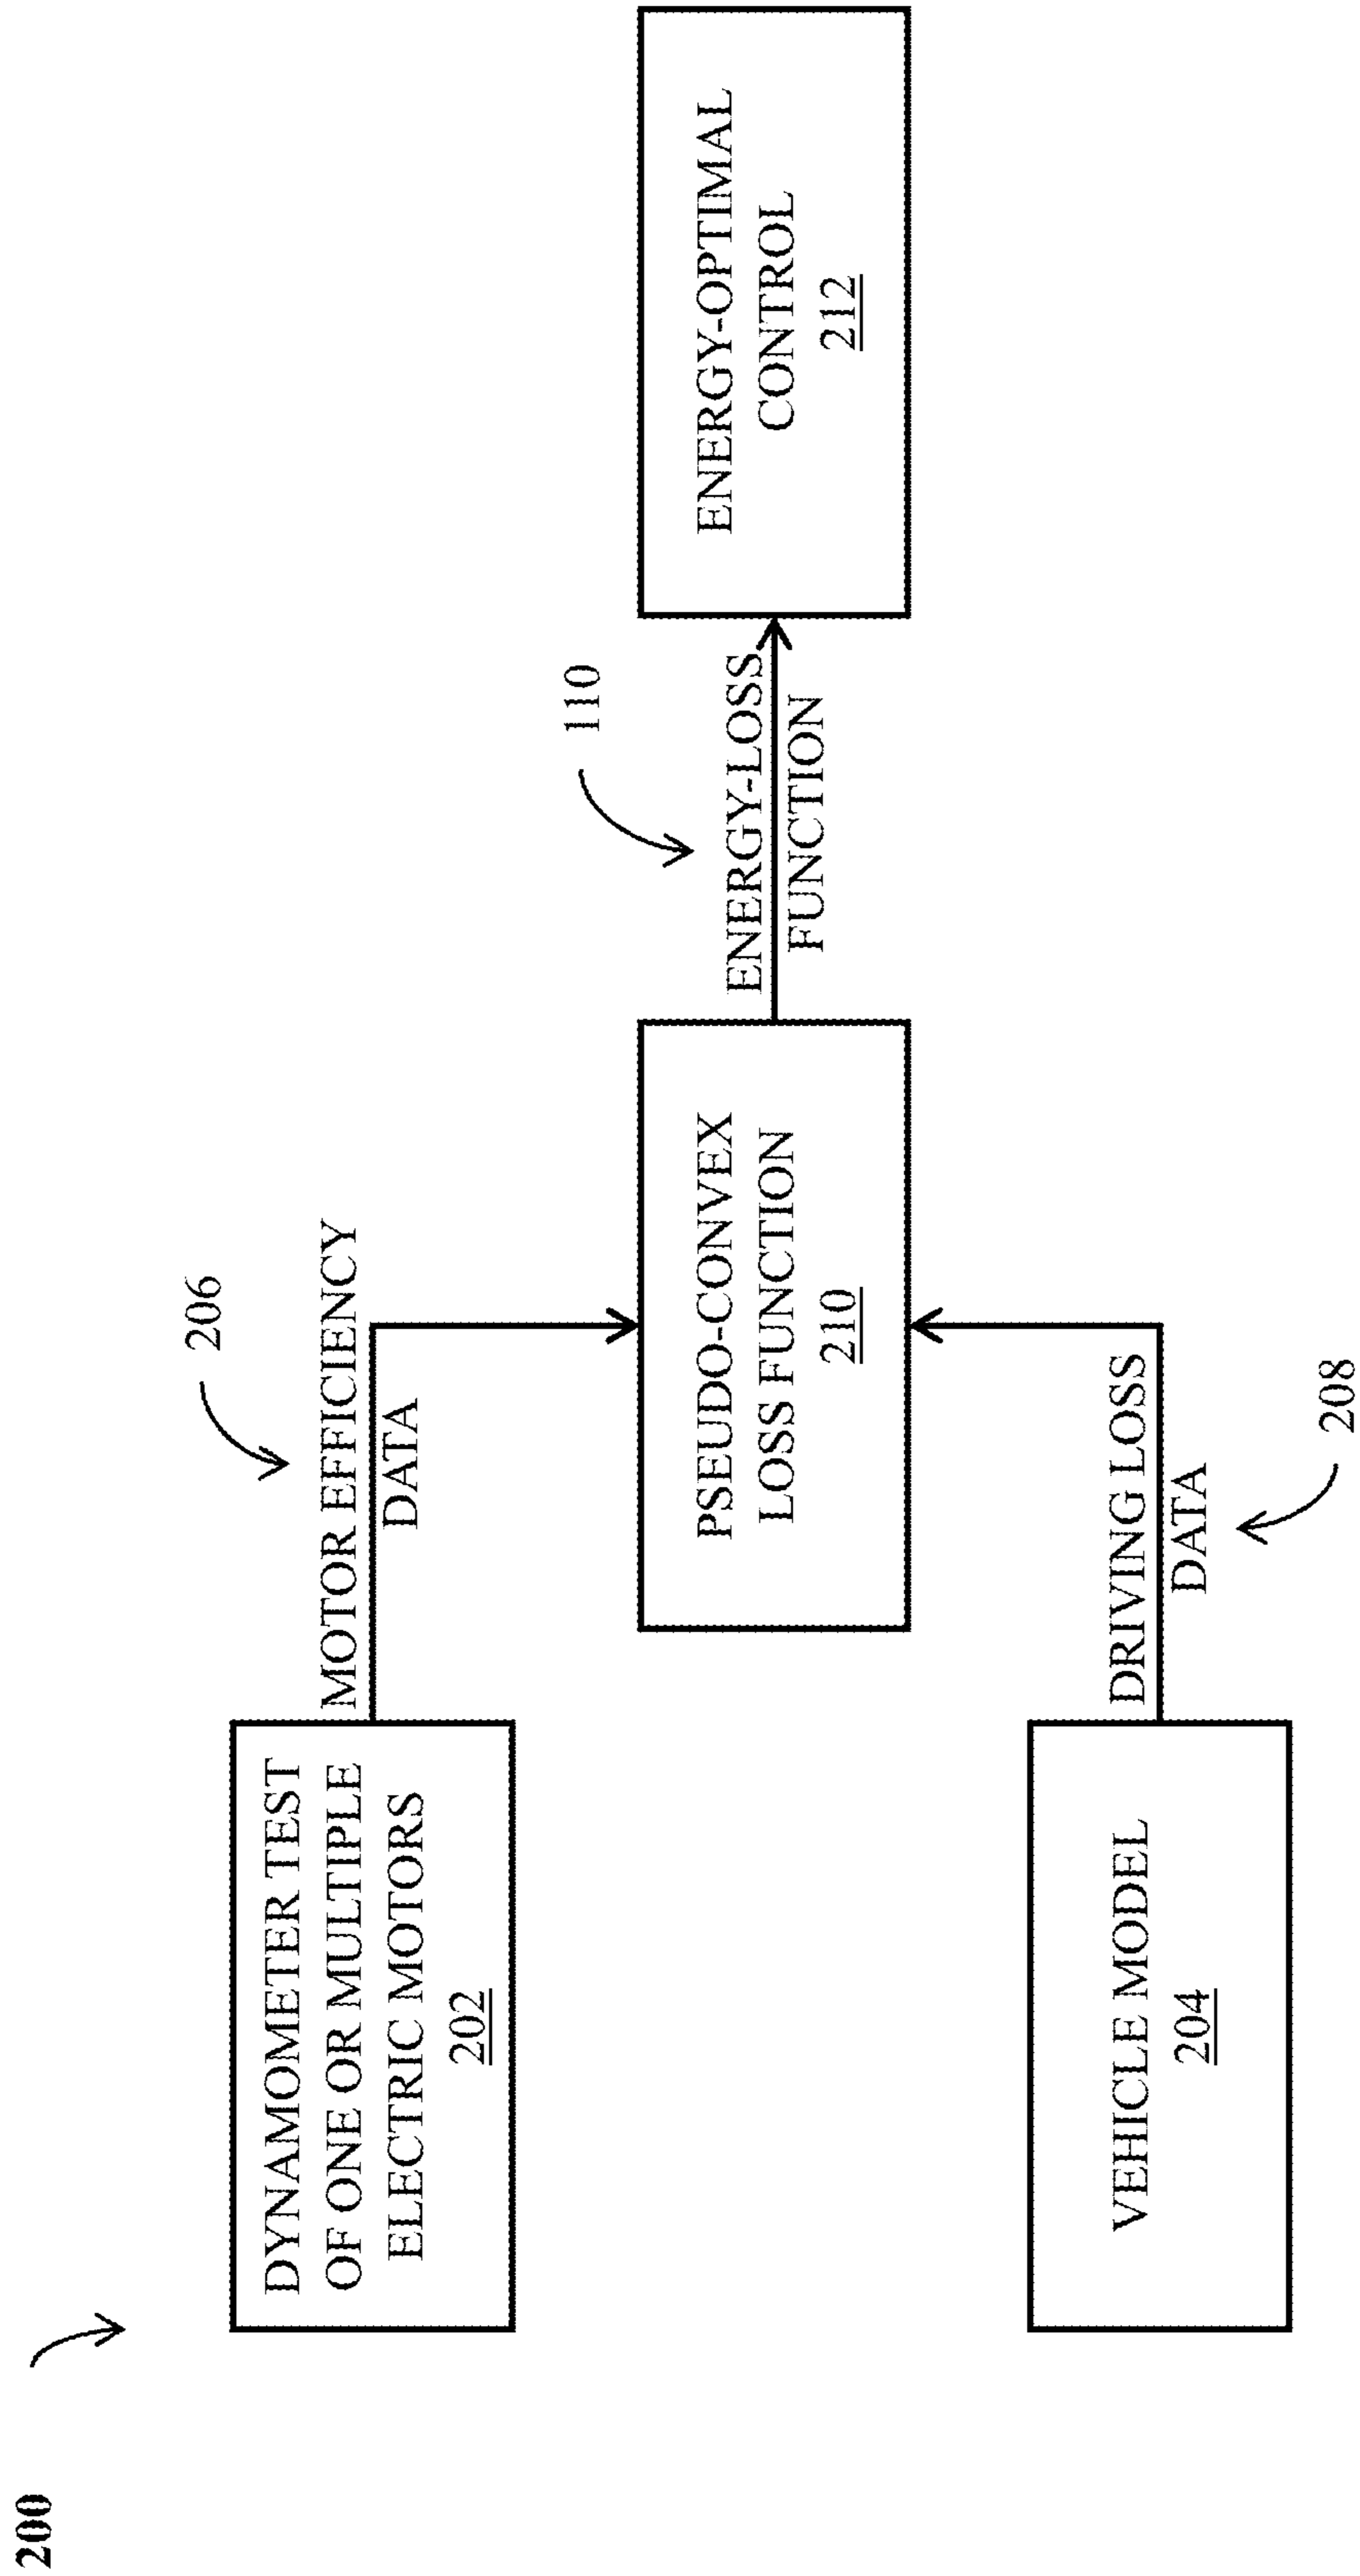 200
DYNAMOMETER TEST
OF ONE OR MULTIPLE
ELECTRIC MOTORS
202
206
MOTOR EFFICIENCY
DATA
VEHICLE MODEL
204
DRIVING LOSS
DATA
208
PSEUDO-CONVEX
LOSS FUNCTION
210
110
ENERGY-LOSS
FUNCTION
ENERGY-OPTIMAL
CONTROL
212